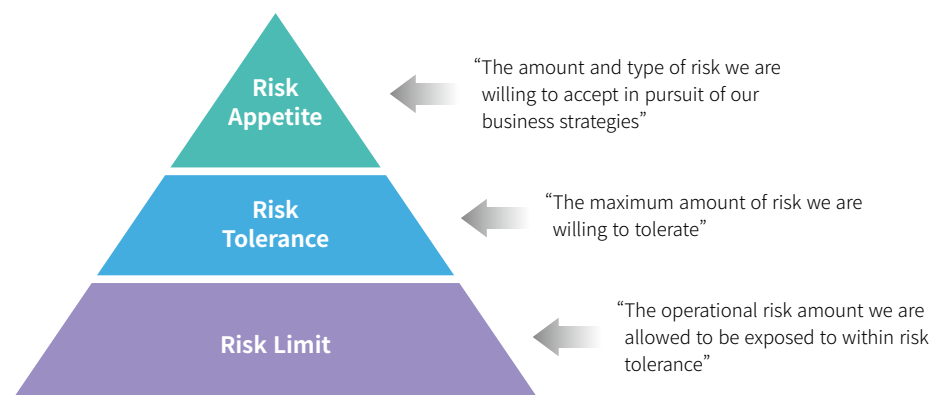 Risk
Appetite
“The amount and type of risk we are
willing to accept in pursuit of our
business strategies”
Risk
Tolerance
“The maximum amount of risk we are
willing to tolerate”
Risk Limit
“The operational risk amount we are
allowed to be exposed to within risk
tolerance”